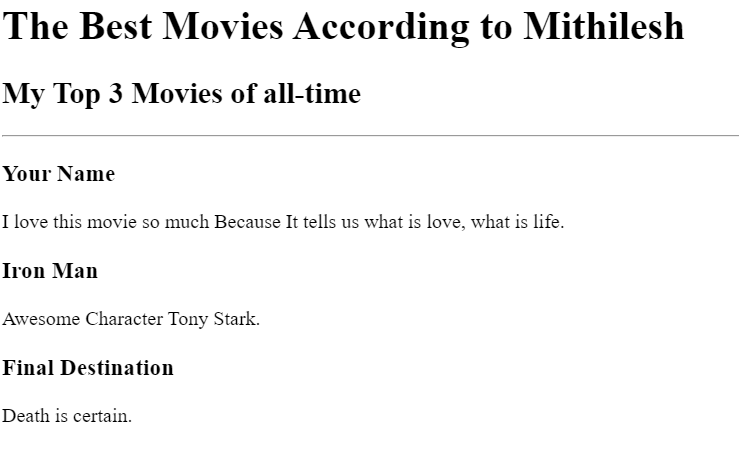 The Best Movies According to Mithilesh
My Top 3 Movies of all-time
Your Name
I love this movie so much Because It tells us what is love, what is life.
Iron Man
Awesome Character Tony Stark.
Final Destination
Death is certain.